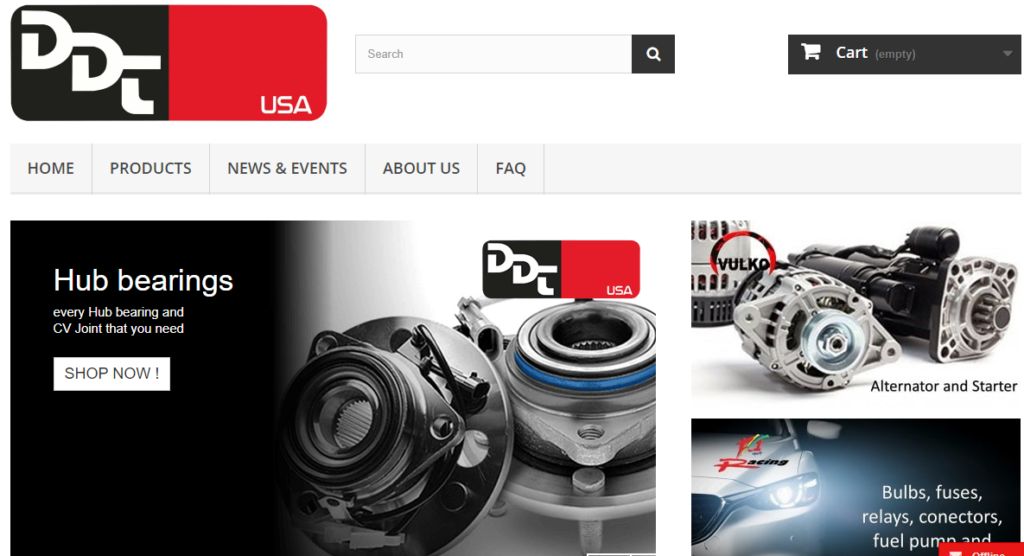 DDt
USA
Search
Cart (empty)
HOME
PRODUCTS
NEWS & EVENTS
ABOUT US
FAQ
Hub bearings
every Hub bearing and
CV Joint that you need
SHOP NOW !
DDt
USA
VULKO
Alternator and Starter
Racing
Bulbs, fuses,
relays, conectors,
fuel pump and
Offline